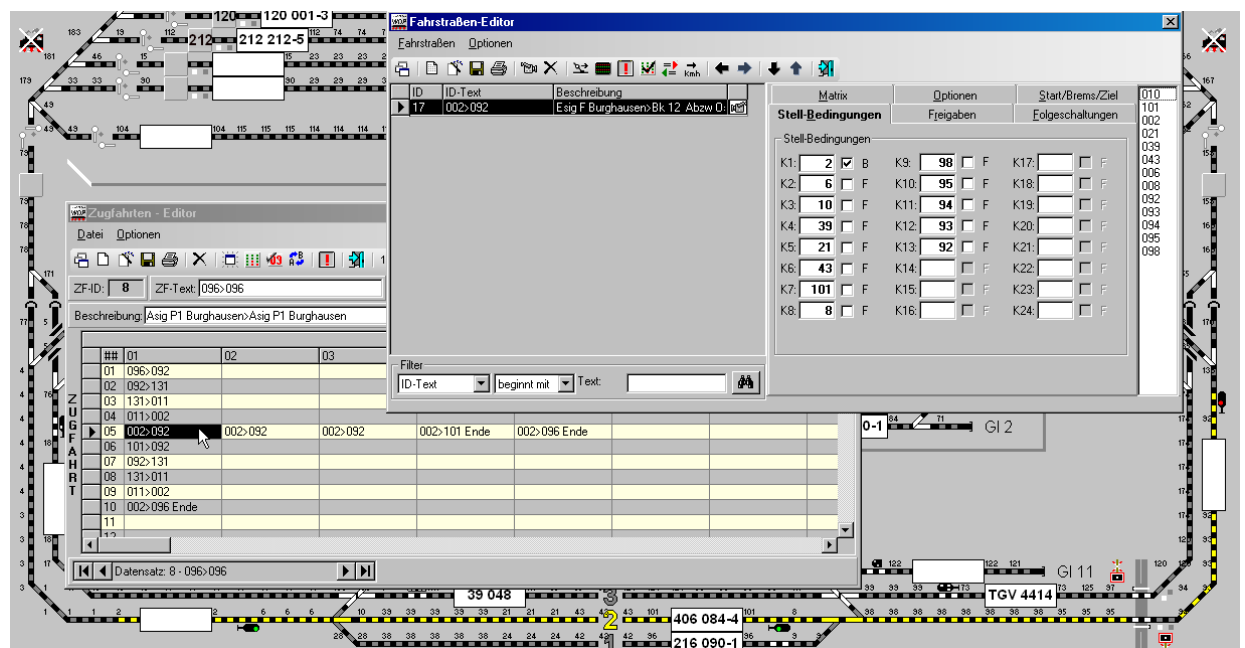 120
120 001-3
212
212 212-5
Fahrstraßen-Editor
Fahrstraßen Optionen
ID ID-Text Beschreibung
17 002>092 Esig F Burghausen>Bk 12 Abzw O:
Matrix Optionen Start/Brems/Ziel
Stell-Bedingungen Freigaben Folgeschaltungen
Stell-Bedingungen
K1: 2 B K9: 98 F K17: F
K2: 6 F K10: 95 F K18: F
K3: 10 F K11: 94 F K19: F
K4: 39 F K12: 93 F K20: F
K5: 21 F K13: 92 F K21: F
K6: 43 F K14: F K22: F
K7: 101 F K15: F K23: F
K8: 8 F K16: F K24: F
010
101
002
021
039
043
006
008
092
093
094
095
098
Filter
ID-Text beginnt mit Text:
Zugfahrten - Editor
Datei Optionen
ZF-ID: 8 ZF-Text: 096>096
Beschreibung: Asig P1 Burghausen>Asig P1 Burghausen
## 01 02 03
01 096>092
02 092>131
03 131>011
04 011>002
05 002>092 002>092 002>092 002>101 Ende 002>096 Ende
06 101>092
07 092>131
08 131>011
09 011>002
10 002>096 Ende
11
12
ZUGFAHRT
Datensatz: 8 - 096>096
0-1
Gl 2
Gl 11
39 048
TGV 4414
3
2
406 084-4
1
216 090-1